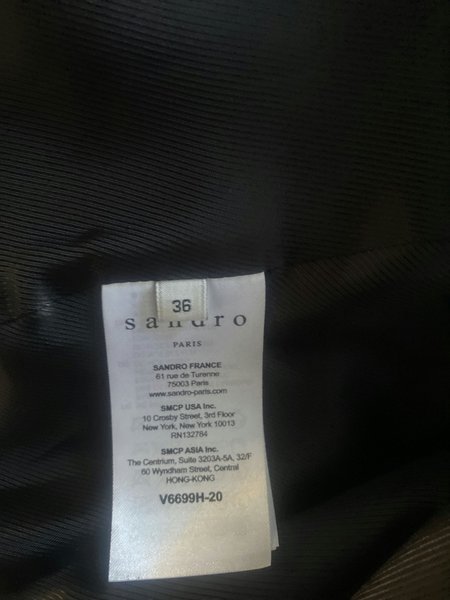 36
sandro
PARIS
SANDRO FRANCE
61 rue de Turenne
75003 Paris
www.sandro-paris.com
SMCP USA Inc.
10 Crosby Street, 3rd Floor
New York, New York 10013
RN132784
SMCP ASIA Inc.
The Centrium, Suite 3203A-5A, 32/F
60 Wyndham Street, Central
HONG-KONG
V6699H-20